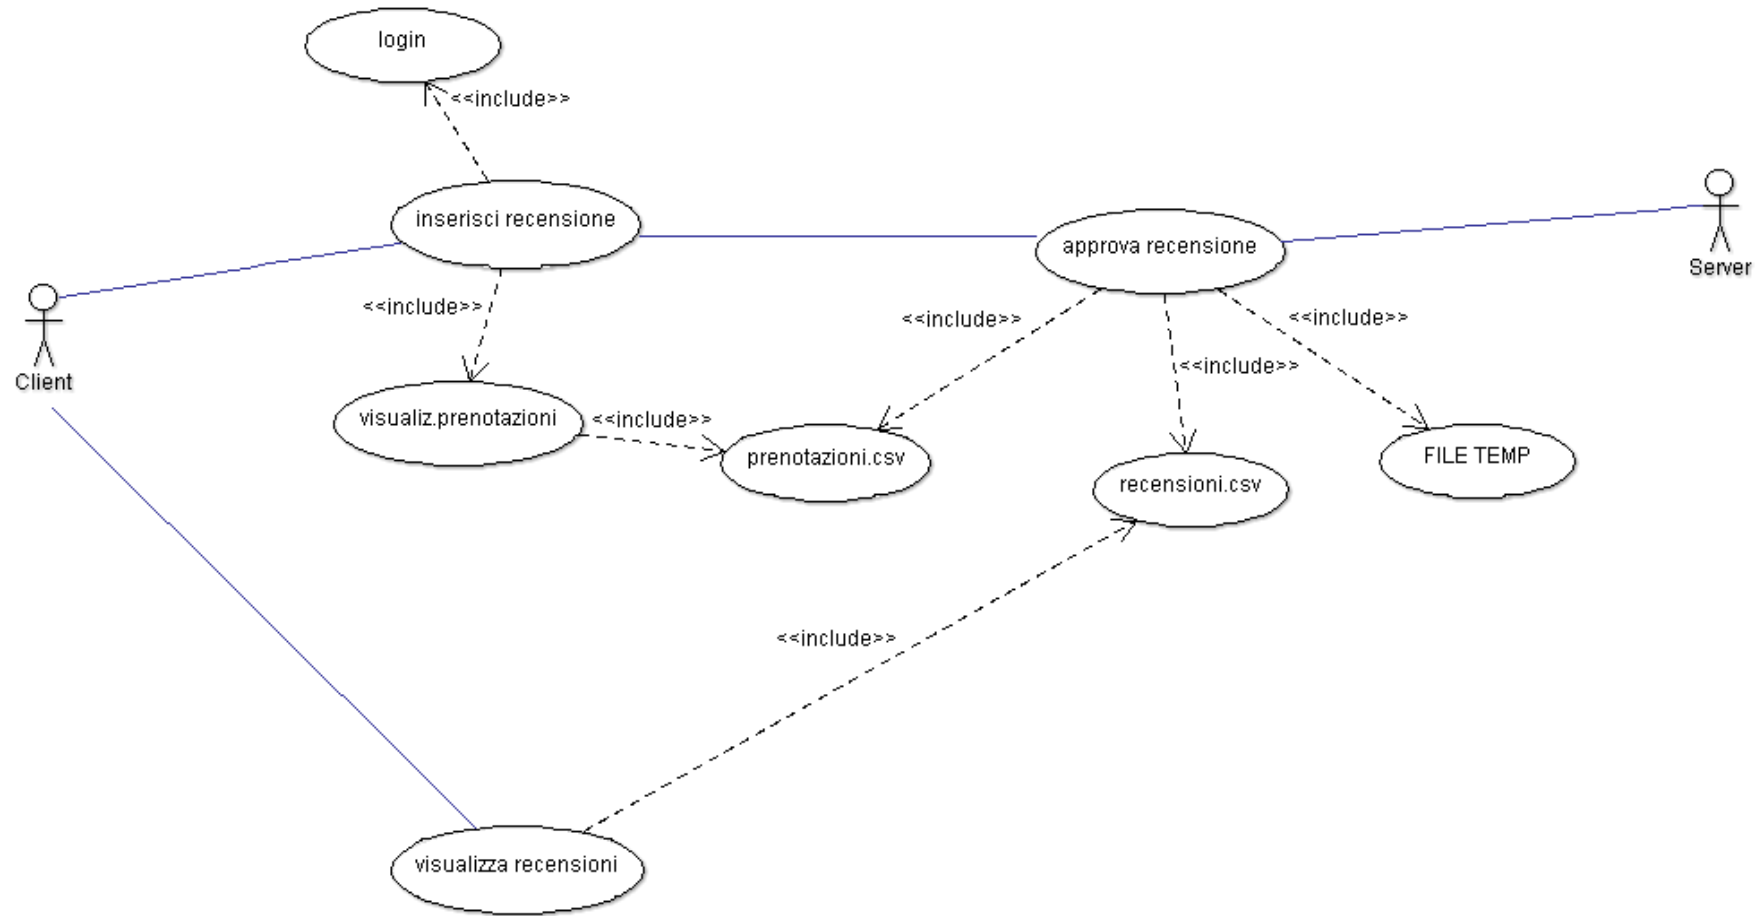 login
<<include>>
inserisci recensione
approva recensione
Server
<<include>>
<<include>>
<<include>>
<<include>>
Client
visualiz.prenotazioni
<<include>>
prenotazioni.csv
FILE TEMP
recensioni.csv
<<include>>
visualizza recensioni